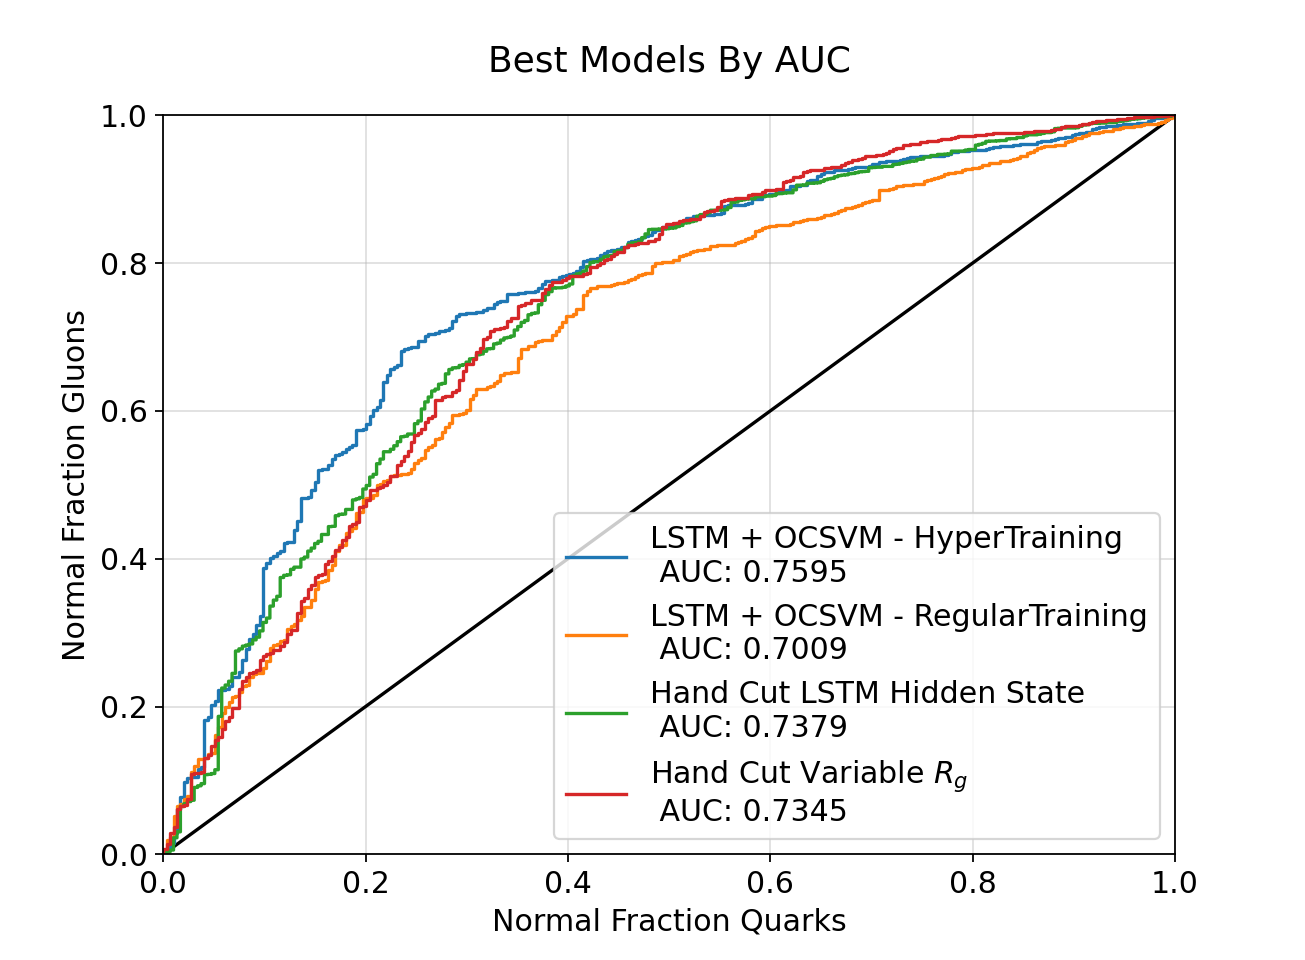 Best Models By AUC
1.0
0.8
0.6
0.4
0.2
0.0
Normal Fraction Gluons
LSTM + OCSVM - HyperTraining
AUC: 0.7595
LSTM + OCSVM - RegularTraining
AUC: 0.7009
Hand Cut LSTM Hidden State
AUC: 0.7379
Hand Cut Variable R_g
AUC: 0.7345
0.0 0.2 0.4 0.6 0.8 1.0
Normal Fraction Quarks